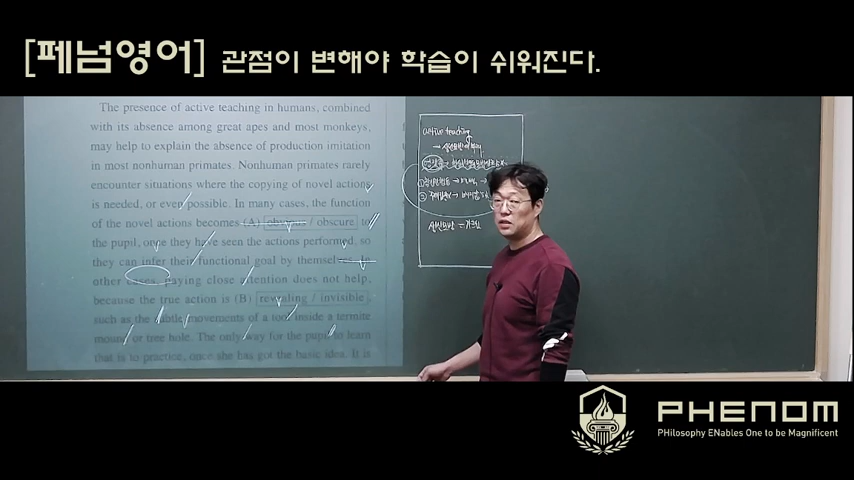 [페넘영어] 관점이 변해야 학습이 쉬워진다.
The presence of active teaching in humans, combined
with its absence among great apes and most monkeys,
may help to explain the absence of production imitation
in most nonhuman primates. Nonhuman primates rarely
encounter situations where the copying of novel actions
is needed, or even possible. In many cases, the function
of the novel actions becomes (A) obvious / obscure to
the pupil, once they have seen the actions performed, so
they can infer their functional goal by themselves. In
other cases, paying close attention does not help,
because the true action is (B) revealing / invisible,
such as the subtle movements of a tool inside a termite
mound or tree hole. The only way for the pupil to learn
that is to practice, once she has got the basic idea. It is
active teaching
PHENOM
PHilosophy ENables One to be Magnificent